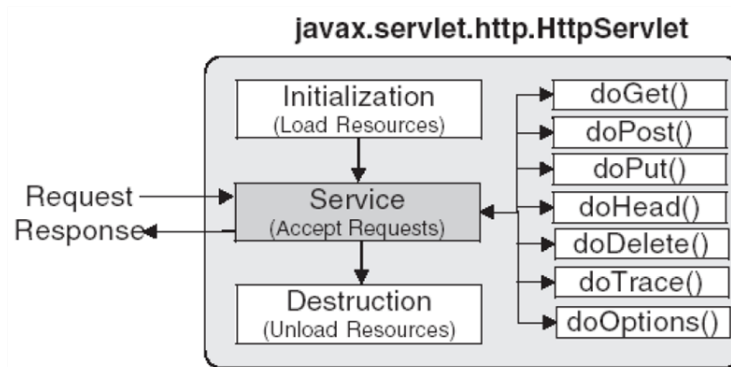 javax.servlet.http.HttpServlet
Initialization
(Load Resources)
Request
Response
Service
(Accept Requests)
Destruction
(Unload Resources)
doGet()
doPost()
doPut()
doHead()
doDelete()
doTrace()
doOptions()